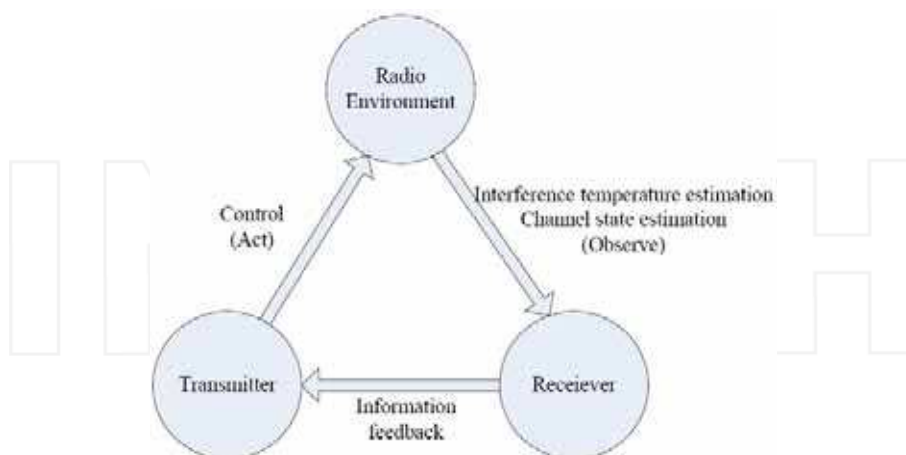 Radio
Environment
Interference temperature estimation
Channel state estimation
(Observe)
Control
(Act)
Transmitter
Receiever
Information
feedback